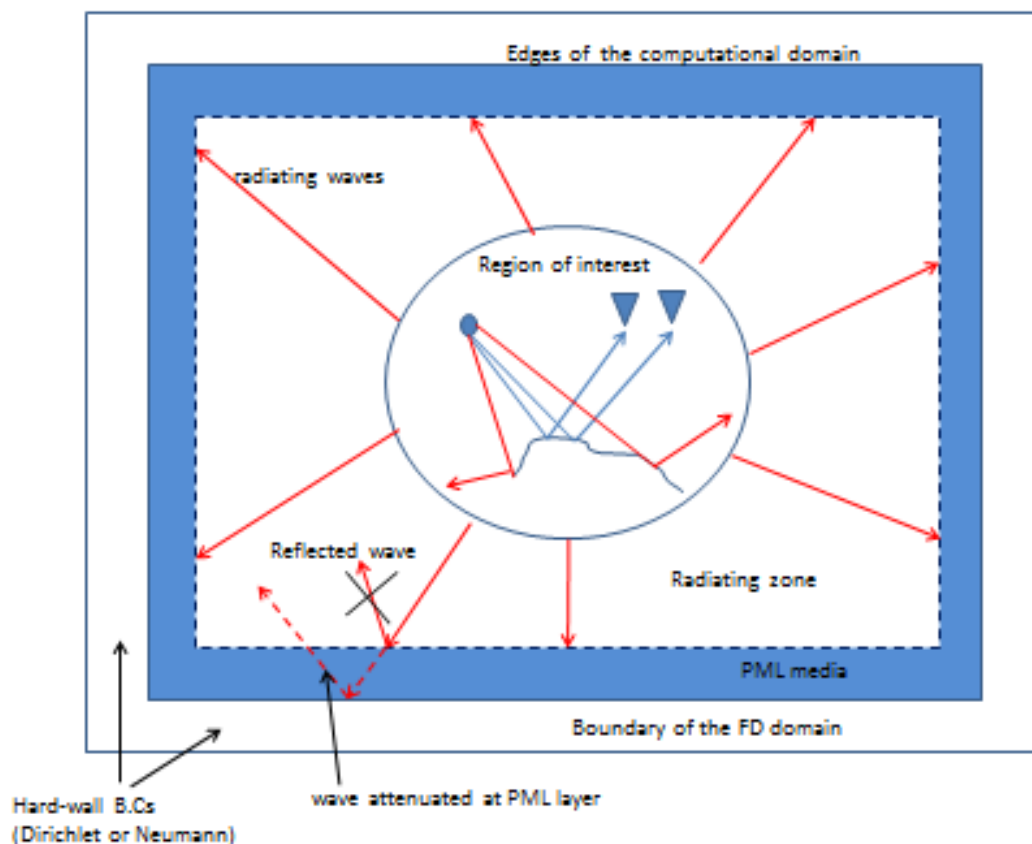 Edges of the computational domain
radiating waves
Region of interest
Reflected wave
Radiating zone
PML media
Boundary of the FD domain
Hard-wall B.Cs
(Dirichlet or Neumann)
wave attenuated at PML layer